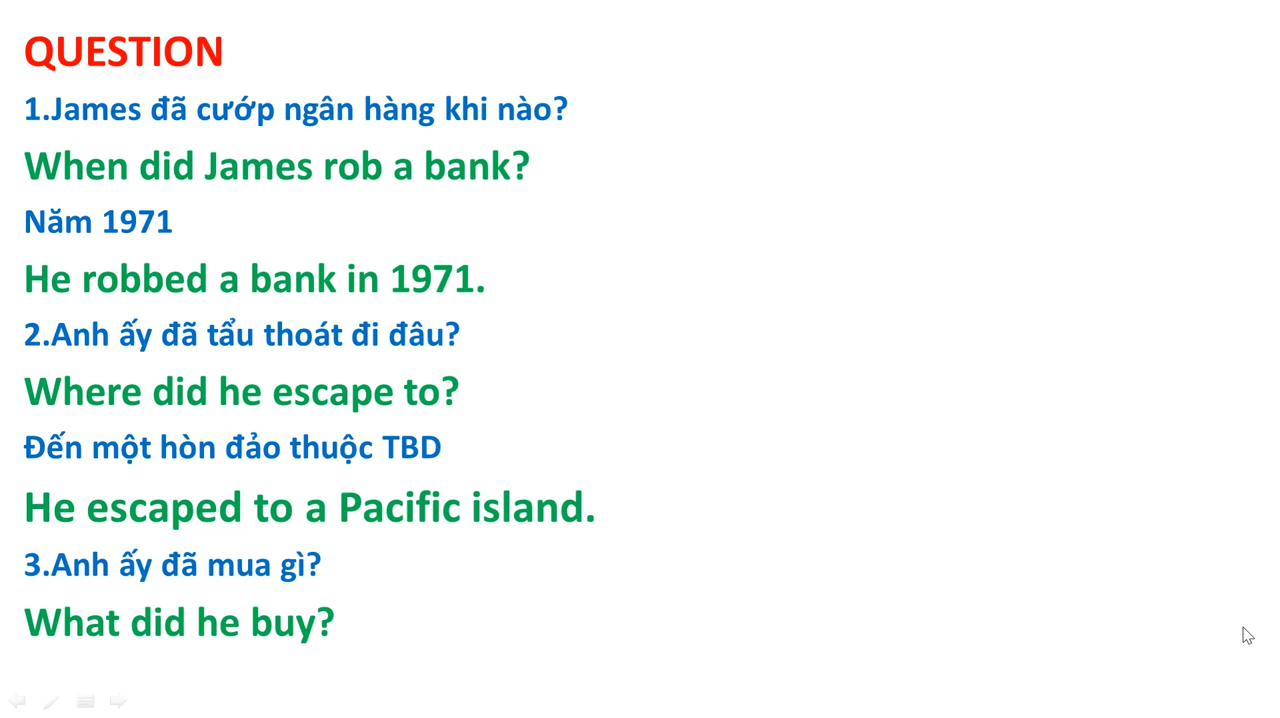 QUESTION
1.James đã cướp ngân hàng khi nào?
When did James rob a bank?
Năm 1971
He robbed a bank in 1971.
2.Anh ấy đã tẩu thoát đi đâu?
Where did he escape to?
Đến một hòn đảo thuộc TBD
He escaped to a Pacific island.
3.Anh ấy đã mua gì?
What did he buy?